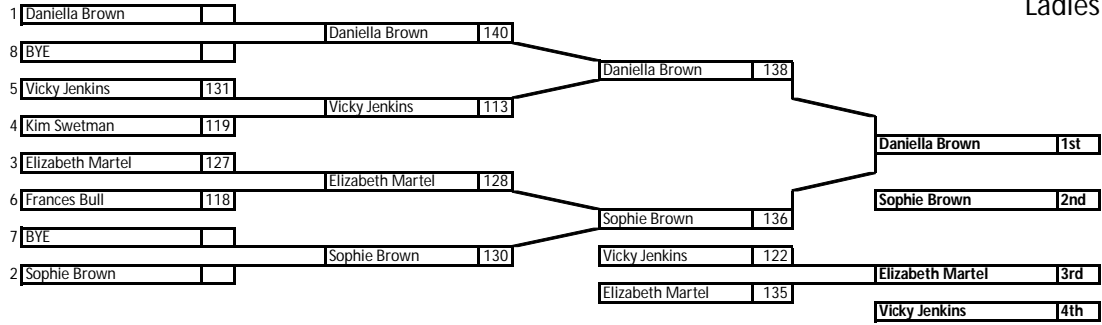 Ladies
1 Daniella Brown
Daniella Brown 140
8 BYE
Daniella Brown 138
5 Vicky Jenkins 131
Vicky Jenkins 113
4 Kim Swetman 119
Daniella Brown 1st
3 Elizabeth Martel 127
Elizabeth Martel 128
6 Frances Bull 118
Sophie Brown 2nd
Sophie Brown 136
7 BYE
Sophie Brown 130
Vicky Jenkins 122
2 Sophie Brown
Elizabeth Martel 3rd
Elizabeth Martel 135
Vicky Jenkins 4th